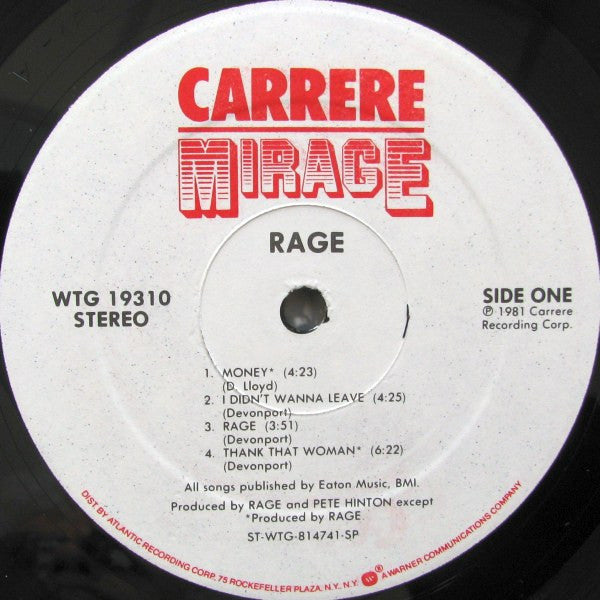 CARRERE
MIRAGE
RAGE
WTG 19310
STEREO
SIDE ONE
℗ 1981 Carrere
Recording Corp.
1. MONEY* (4:23)
(D. Lloyd)
2. I DIDN'T WANNA LEAVE (4:25)
(Devonport)
3. RAGE (3:51)
(Devonport)
4. THANK THAT WOMAN* (6:22)
(Devonport)
All songs published by Eaton Music, BMI.
Produced by RAGE and PETE HINTON except
*Produced by RAGE.
ST-WTG-814741-SP
DIST. BY ATLANTIC RECORDING CORP., 75 ROCKEFELLER PLAZA, N.Y., N.Y. W ® A WARNER COMMUNICATIONS COMPANY